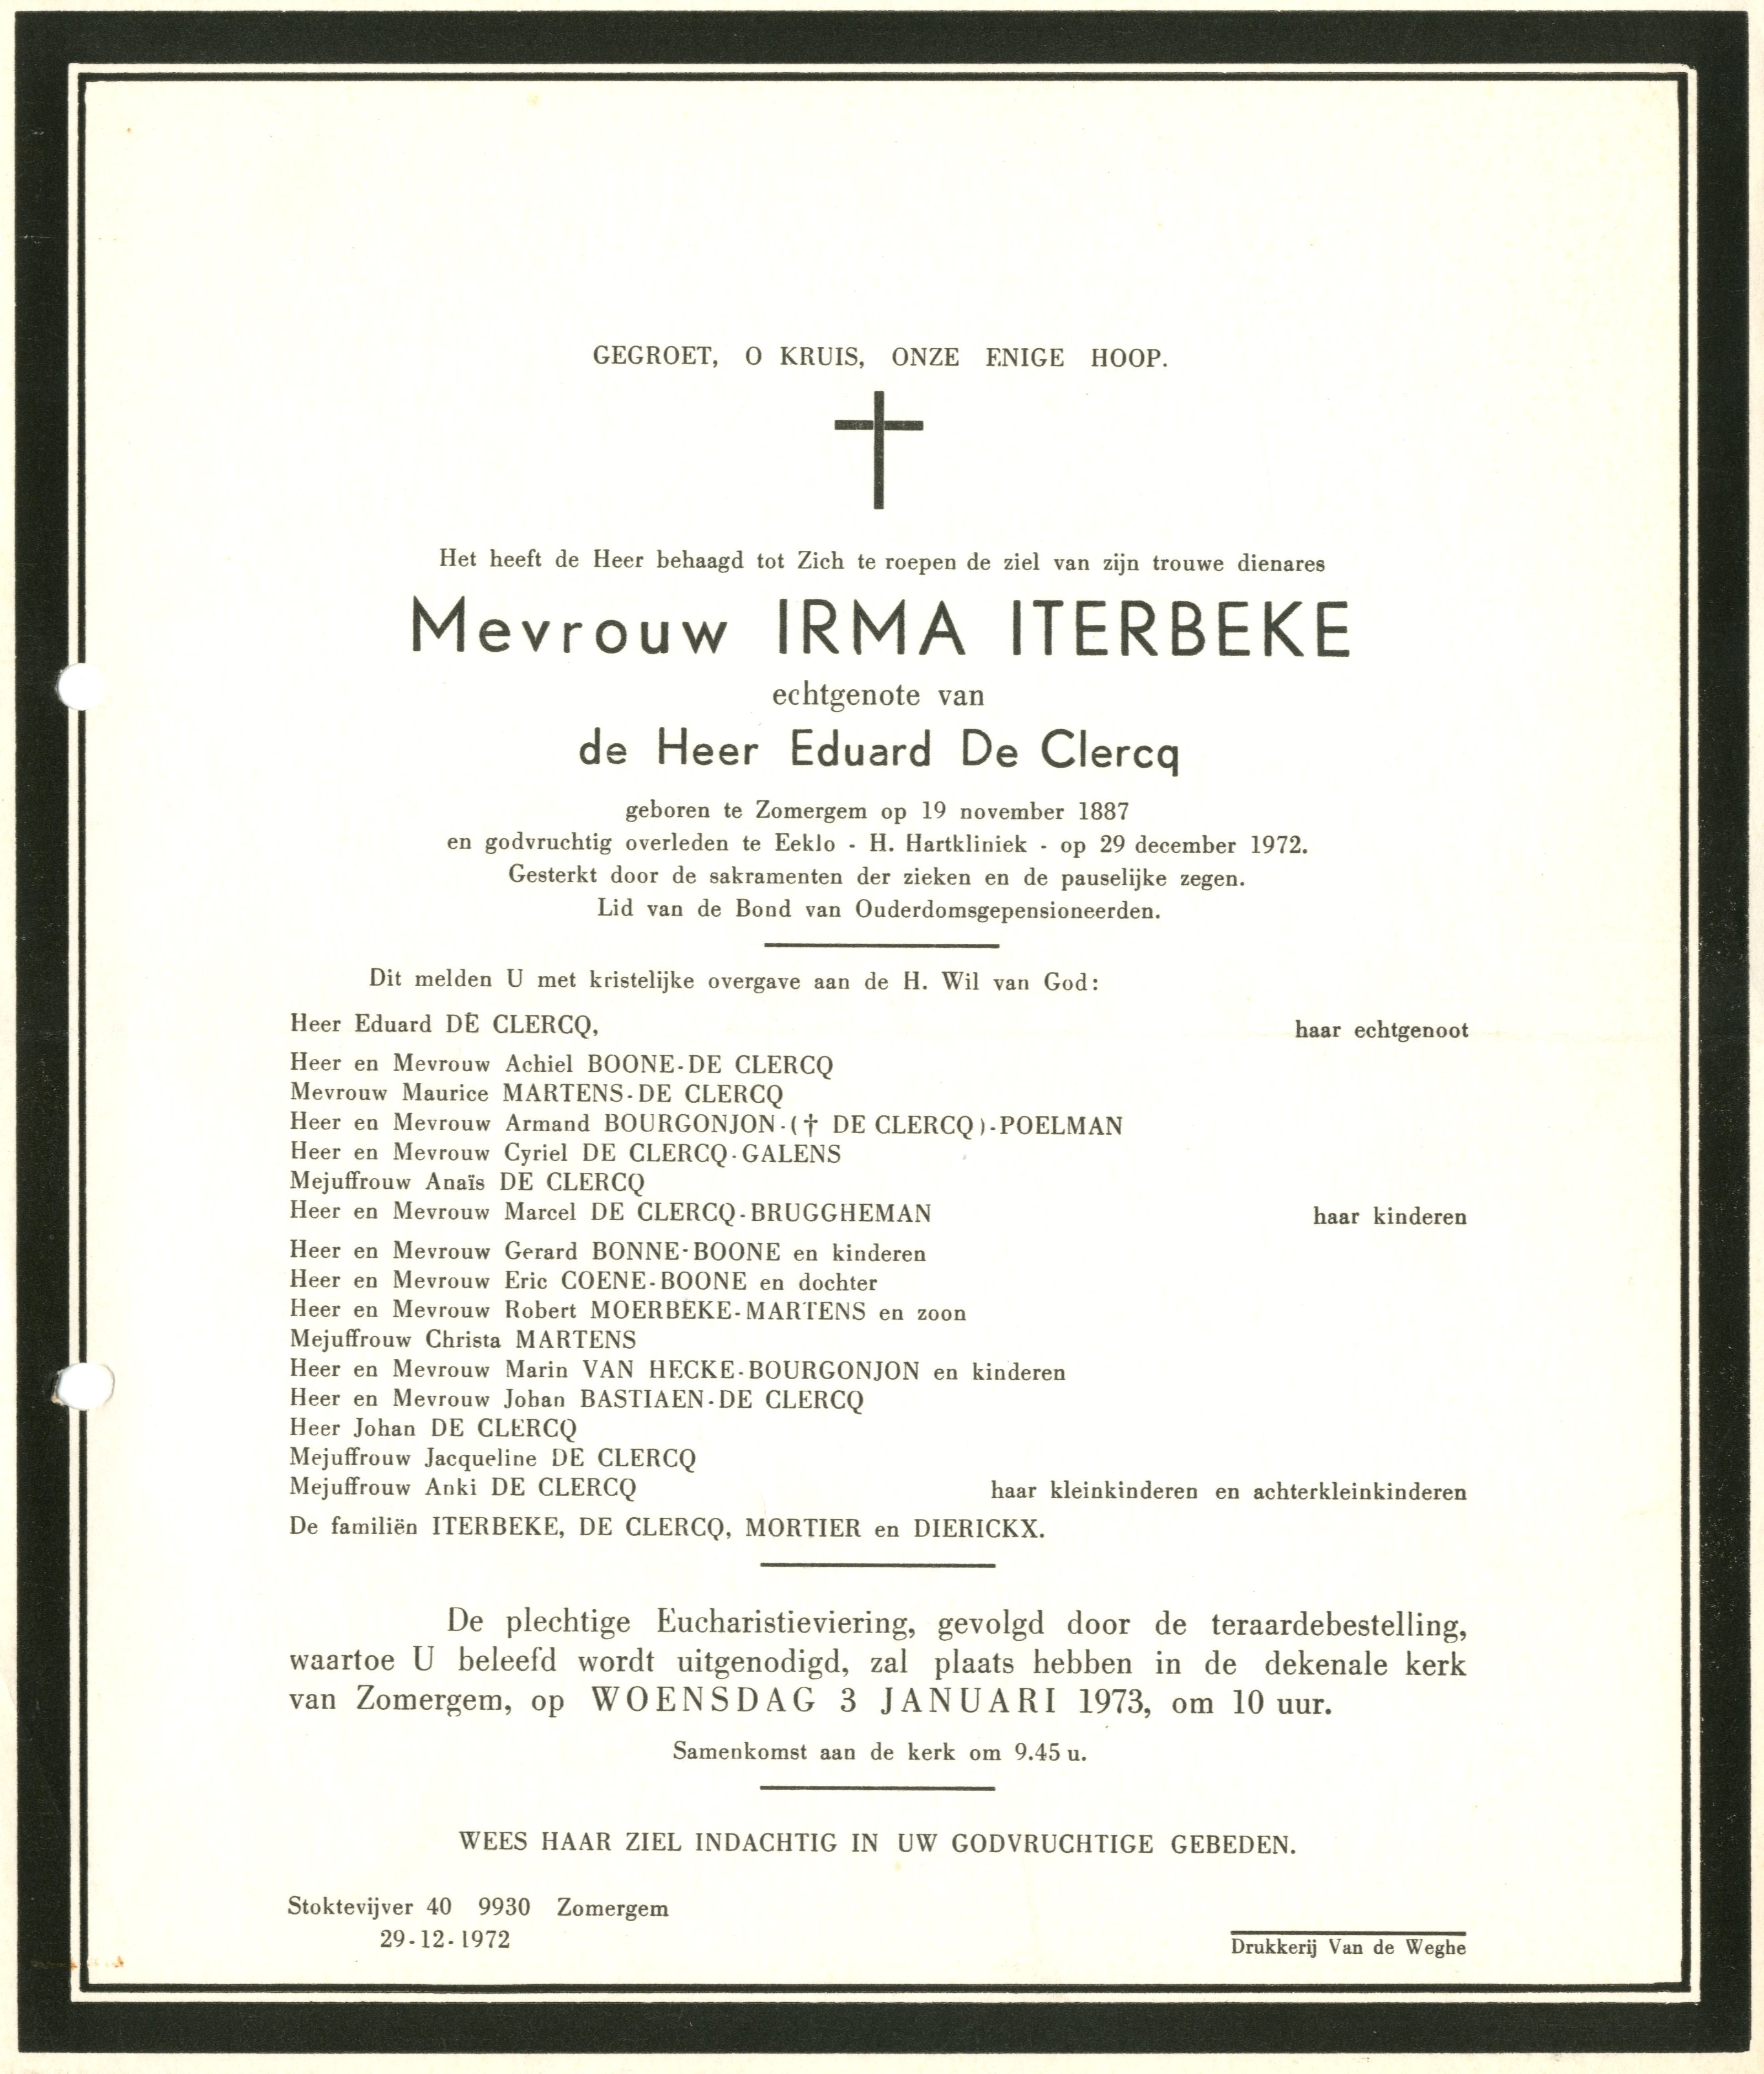 GEGROET, O KRUIS, ONZE ENIGE HOOP.
Het heeft de Heer behaagd tot Zich te roepen de ziel van zijn trouwe dienares
Mevrouw IRMA ITERBEKE
echtgenote van
de Heer Eduard De Clercq
geboren te Zomergem op 19 november 1887
en godvruchtig overleden te Eeklo - H. Hartkliniek - op 29 december 1972.
Gesterkt door de sakramenten der zieken en de pauselijke zegen.
Lid van de Bond van Ouderdomsgepensioneerden.
Dit melden U met kristelijke overgave aan de H. Wil van God:
Heer Eduard DE CLERCQ, haar echtgenoot
Heer en Mevrouw Achiel BOONE-DE CLERCQ
Mevrouw Maurice MARTENS-DE CLERCQ
Heer en Mevrouw Armand BOURGONJON-(† DE CLERCQ)-POELMAN
Heer en Mevrouw Cyriel DE CLERCQ-GALENS
Mejuffrouw Anaïs DE CLERCQ
Heer en Mevrouw Marcel DE CLERCQ-BRUGGHEMAN haar kinderen
Heer en Mevrouw Gerard BONNE-BOONE en kinderen
Heer en Mevrouw Eric COENE-BOONE en dochter
Heer en Mevrouw Robert MOERBEKE-MARTENS en zoon
Mejuffrouw Christa MARTENS
Heer en Mevrouw Marin VAN HECKE-BOURGONJON en kinderen
Heer en Mevrouw Johan BASTIAEN-DE CLERCQ
Heer Johan DE CLERCQ
Mejuffrouw Jacqueline DE CLERCQ
Mejuffrouw Anki DE CLERCQ haar kleinkinderen en achterkleinkinderen
De familiën ITERBEKE, DE CLERCQ, MORTIER en DIERICKX.
De plechtige Eucharistieviering, gevolgd door de teraardebestelling,
waartoe U beleefd wordt uitgenodigd, zal plaats hebben in de dekenale kerk
van Zomergem, op WOENSDAG 3 JANUARI 1973, om 10 uur.
Samenkomst aan de kerk om 9.45 u.
WEES HAAR ZIEL INDACHTIG IN UW GODVRUCHTIGE GEBEDEN.
Stoktevijver 40 9930 Zomergem
29-12-1972
Drukkerij Van de Weghe